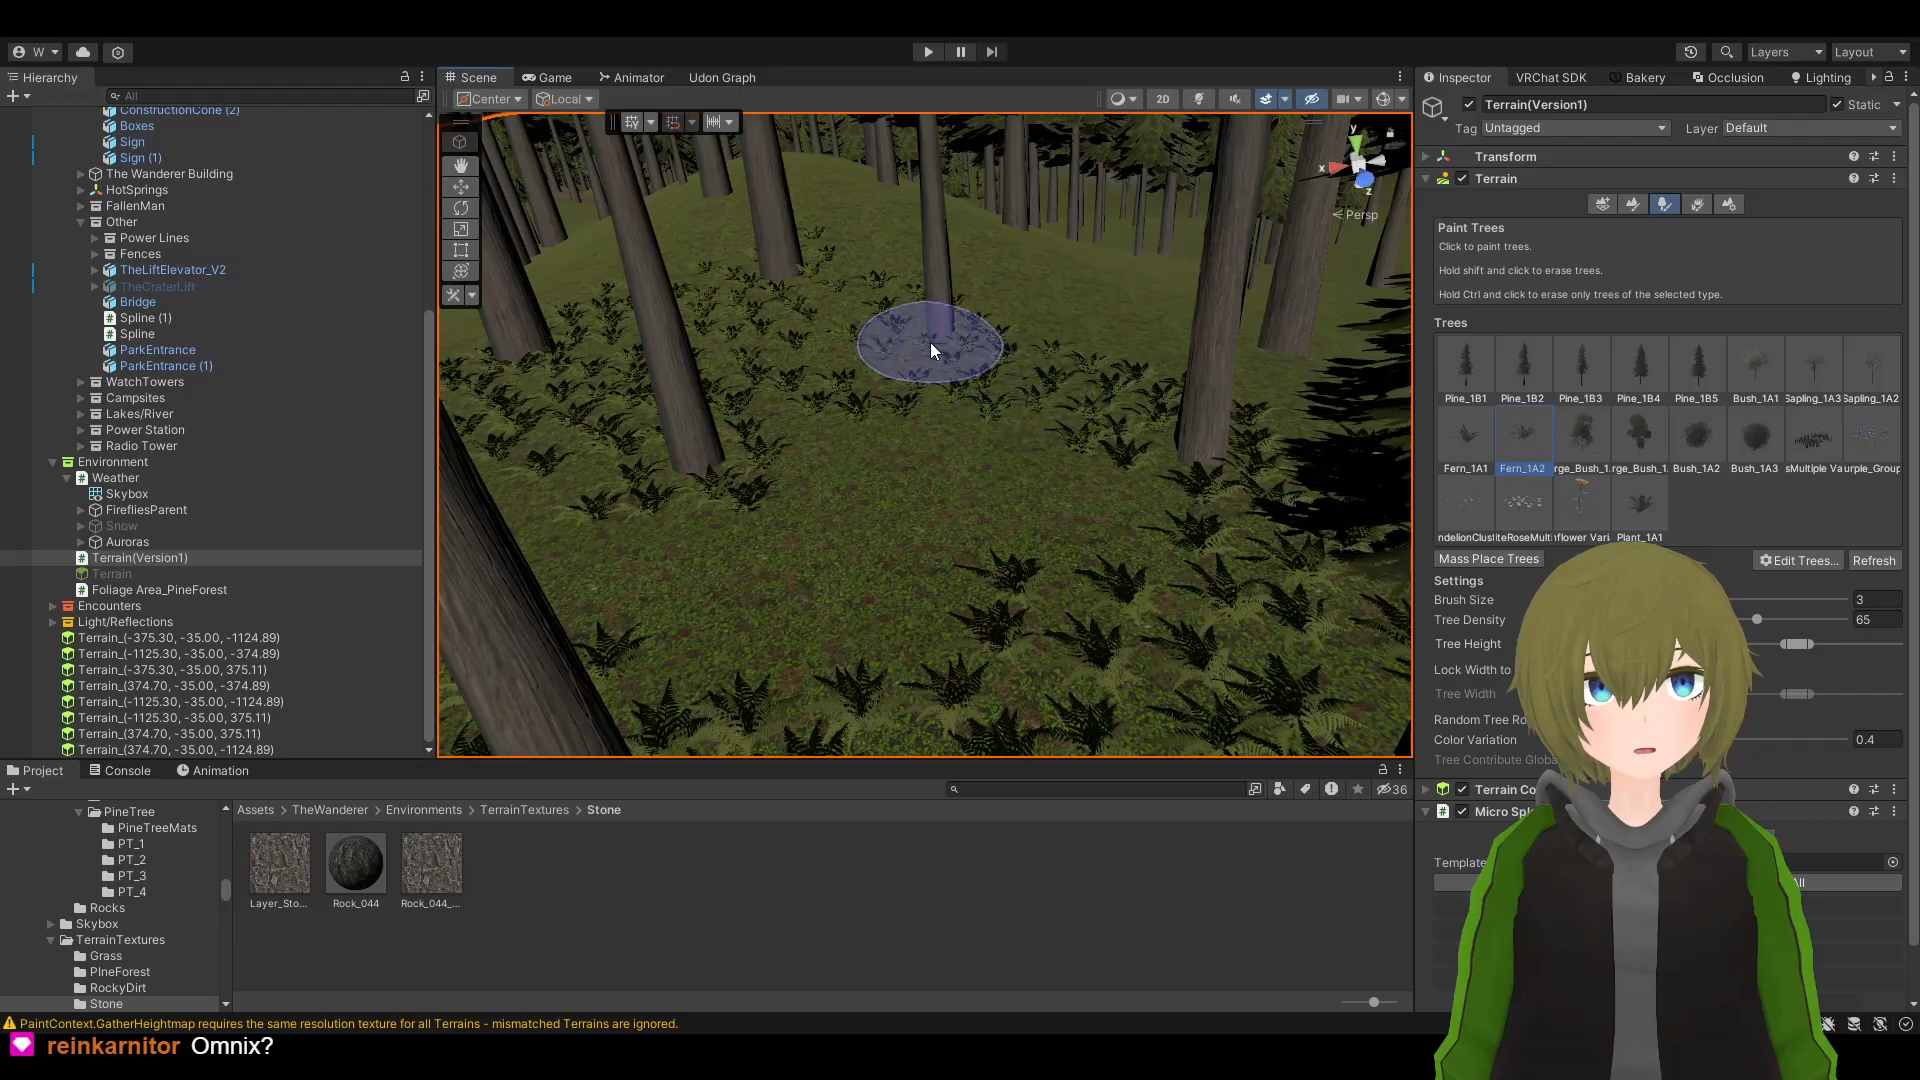 W
Layers
Layout
Hierarchy
All
ConstructionCone (2)
Boxes
Sign
Sign (1)
The Wanderer Building
HotSprings
FallenMan
Other
Power Lines
Fences
TheLiftElevator_V2
TheCraterLift
Bridge
Spline (1)
Spline
ParkEntrance
ParkEntrance (1)
WatchTowers
Campsites
Lakes/River
Power Station
Radio Tower
Environment
Weather
Skybox
FirefliesParent
Snow
Auroras
Terrain(Version1)
Terrain
Foliage Area_PineForest
Encounters
Light/Reflections
Terrain_(-375.30, -35.00, -1124.89)
Terrain_(-1125.30, -35.00, -374.89)
Terrain_(-375.30, -35.00, 375.11)
Terrain_(374.70, -35.00, -374.89)
Terrain_(-1125.30, -35.00, -1124.89)
Terrain_(-1125.30, -35.00, 375.11)
Terrain_(374.70, -35.00, 375.11)
Terrain_(374.70, -35.00, -1124.89)
Scene
Game
Animator
Udon Graph
Center
Local
2D
y
x
z
Persp
Inspector
VRChat SDK
Bakery
Occlusion
Lighting
Terrain(Version1)
Static
Tag Untagged
Layer Default
Transform
Terrain
Paint Trees
Click to paint trees.
Hold shift and click to erase trees.
Hold Ctrl and click to erase only trees of the selected type.
Trees
Pine_1B1 Pine_1B2 Pine_1B3 Pine_1B4 Pine_1B5 Bush_1A1 Sapling_1A3 Sapling_1A2
Fern_1A1 Fern_1A2 rge_Bush_1. rge_Bush_1. Bush_1A2 Bush_1A3 sMultiple Va urple_Group
ndelionClust iteRoseMulti nflower Vari Plant_1A1
Mass Place Trees
Edit Trees...
Refresh
Settings
Brush Size 3
Tree Density 65
Tree Height
Lock Width to
Tree Width
Random Tree Ro
Color Variation 0.4
Tree Contribute Globa
Terrain Co
Micro Spl
Template
All
Project
Console
Animation
36
PineTree
PineTreeMats
PT_1
PT_2
PT_3
PT_4
Rocks
Skybox
TerrainTextures
Grass
PIneForest
RockyDirt
Stone
Assets > TheWanderer > Environments > TerrainTextures > Stone
Layer_Sto... Rock_044 Rock_044_...
PaintContext.GatherHeightmap requires the same resolution texture for all Terrains - mismatched Terrains are ignored.
reinkarnitor Omnix?